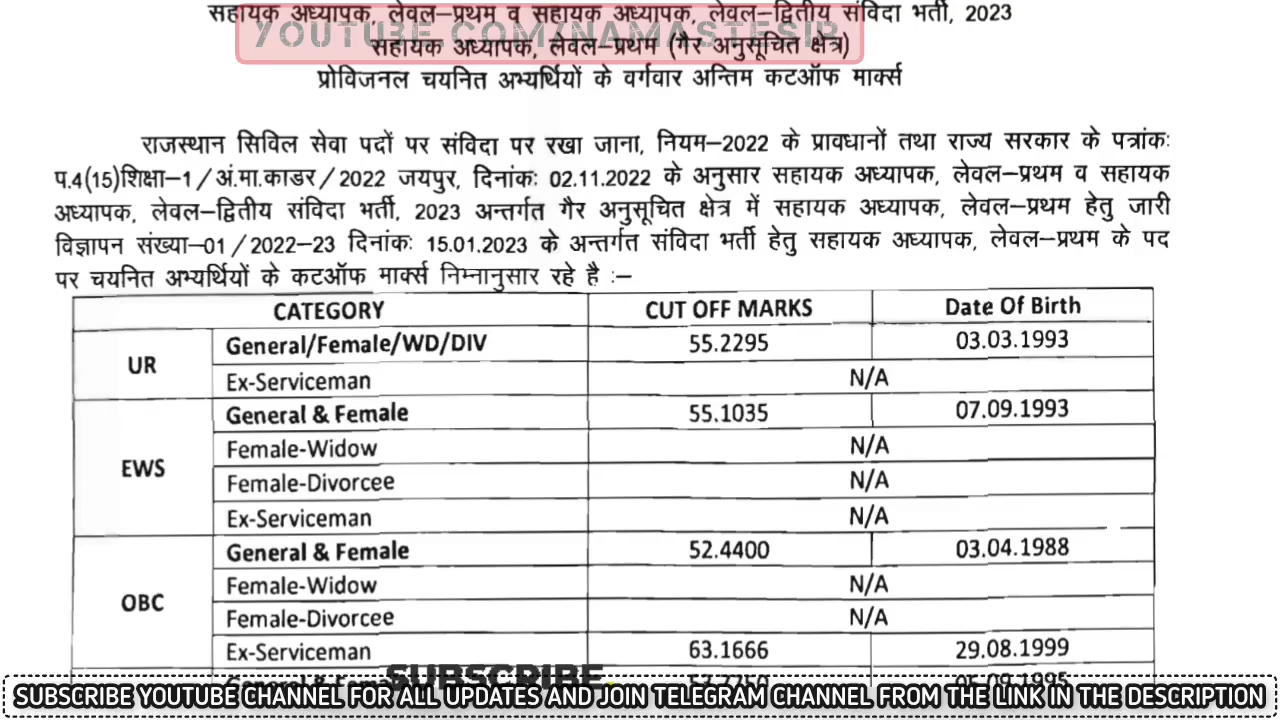 सहायक अध्यापक, लेवल–प्रथम व सहायक अध्यापक, लेवल–द्वितीय संविदा भर्ती, 2023
YOUTUBE.COM/NAMASTESIR
सहायक अध्यापक, लेवल–प्रथम (गैर अनुसूचित क्षेत्र)
प्रोविजनल चयनित अभ्यर्थियों के वर्गवार अन्तिम कटऑफ मार्क्स
राजस्थान सिविल सेवा पदों पर संविदा पर रखा जाना, नियम–2022 के प्रावधानों तथा राज्य सरकार के पत्रांकः
प.4(15)शिक्षा–1/अं.मा.काडर/2022 जयपुर, दिनांकः 02.11.2022 के अनुसार सहायक अध्यापक, लेवल–प्रथम व सहायक
अध्यापक, लेवल–द्वितीय संविदा भर्ती, 2023 अन्तर्गत गैर अनुसूचित क्षेत्र में सहायक अध्यापक, लेवल–प्रथम हेतु जारी
विज्ञापन संख्या–01/2022–23 दिनांकः 15.01.2023 के अन्तर्गत संविदा भर्ती हेतु सहायक अध्यापक, लेवल–प्रथम के पद
पर चयनित अभ्यर्थियों के कटऑफ मार्क्स निम्नानुसार रहे है :–
CATEGORY CUT OFF MARKS Date Of Birth
UR General/Female/WD/DIV 55.2295 03.03.1993
Ex-Serviceman N/A
EWS General & Female 55.1035 07.09.1993
Female-Widow N/A
Female-Divorcee N/A
Ex-Serviceman N/A
OBC General & Female 52.4400 03.04.1988
Female-Widow N/A
Female-Divorcee N/A
Ex-Serviceman 63.1666 29.08.1999
SUBSCRIBE
SUBSCRIBE YOUTUBE CHANNEL FOR ALL UPDATES AND JOIN TELEGRAM CHANNEL FROM THE LINK IN THE DESCRIPTION